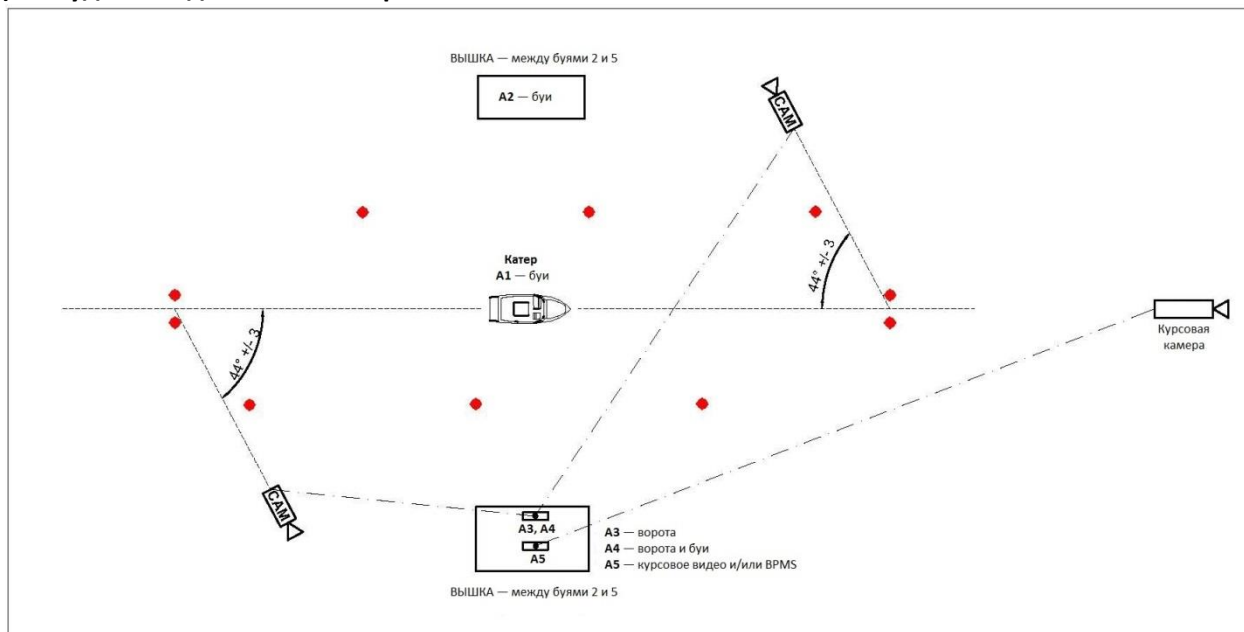 ВЫШКА — между буями 2 и 5
A2 — буи
CAM
44° +/- 3
Катер
A1 — буи
44° +/- 3
Курсовая
камера
CAM
A3, A4
A5
A3 — ворота
A4 — ворота и буи
A5 — курсовое видео и/или BPMS
ВЫШКА — между буями 2 и 5